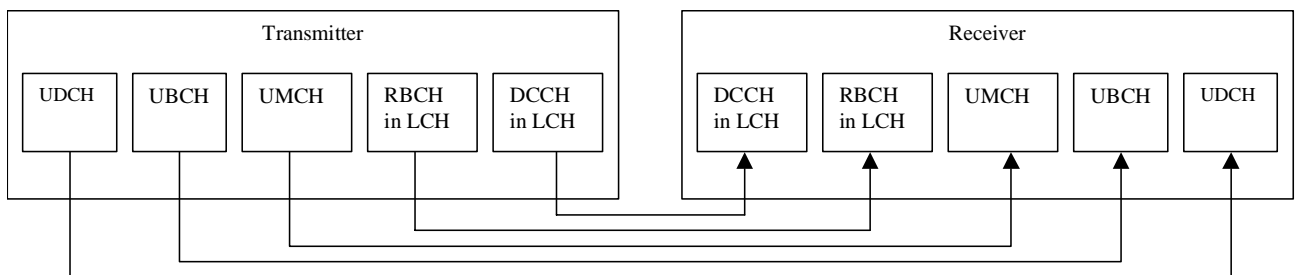 Transmitter
Receiver
UDCH
UBCH
UMCH
RBCH
in LCH
DCCH
in LCH
DCCH
in LCH
RBCH
in LCH
UMCH
UBCH
UDCH